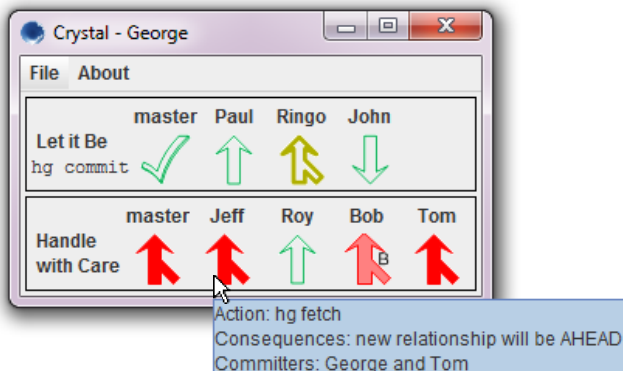 Crystal - George
File About
master Paul Ringo John
Let it Be
hg commit
master Jeff Roy Bob Tom
Handle
with Care
B
Action: hg fetch
Consequences: new relationship will be AHEAD
Committers: George and Tom